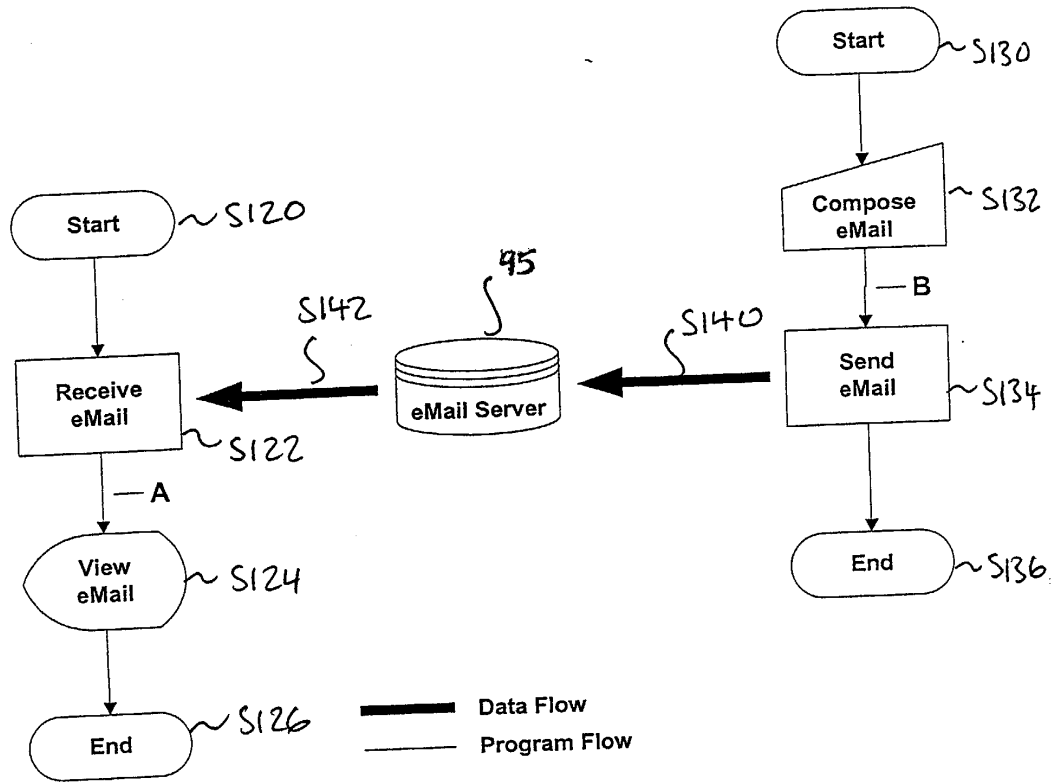 Start
S130
Compose
eMail
S132
B
Send
eMail
S134
End
S136
S140
95
eMail Server
S142
Start
S120
Receive
eMail
S122
A
View
eMail
S124
End
S126
Data Flow
Program Flow